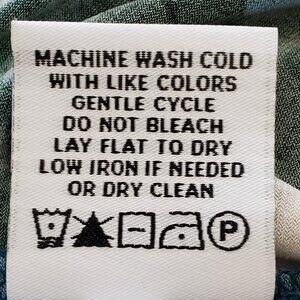 MACHINE WASH COLD
WITH LIKE COLORS
GENTLE CYCLE
DO NOT BLEACH
LAY FLAT TO DRY
LOW IRON IF NEEDED
OR DRY CLEAN
P